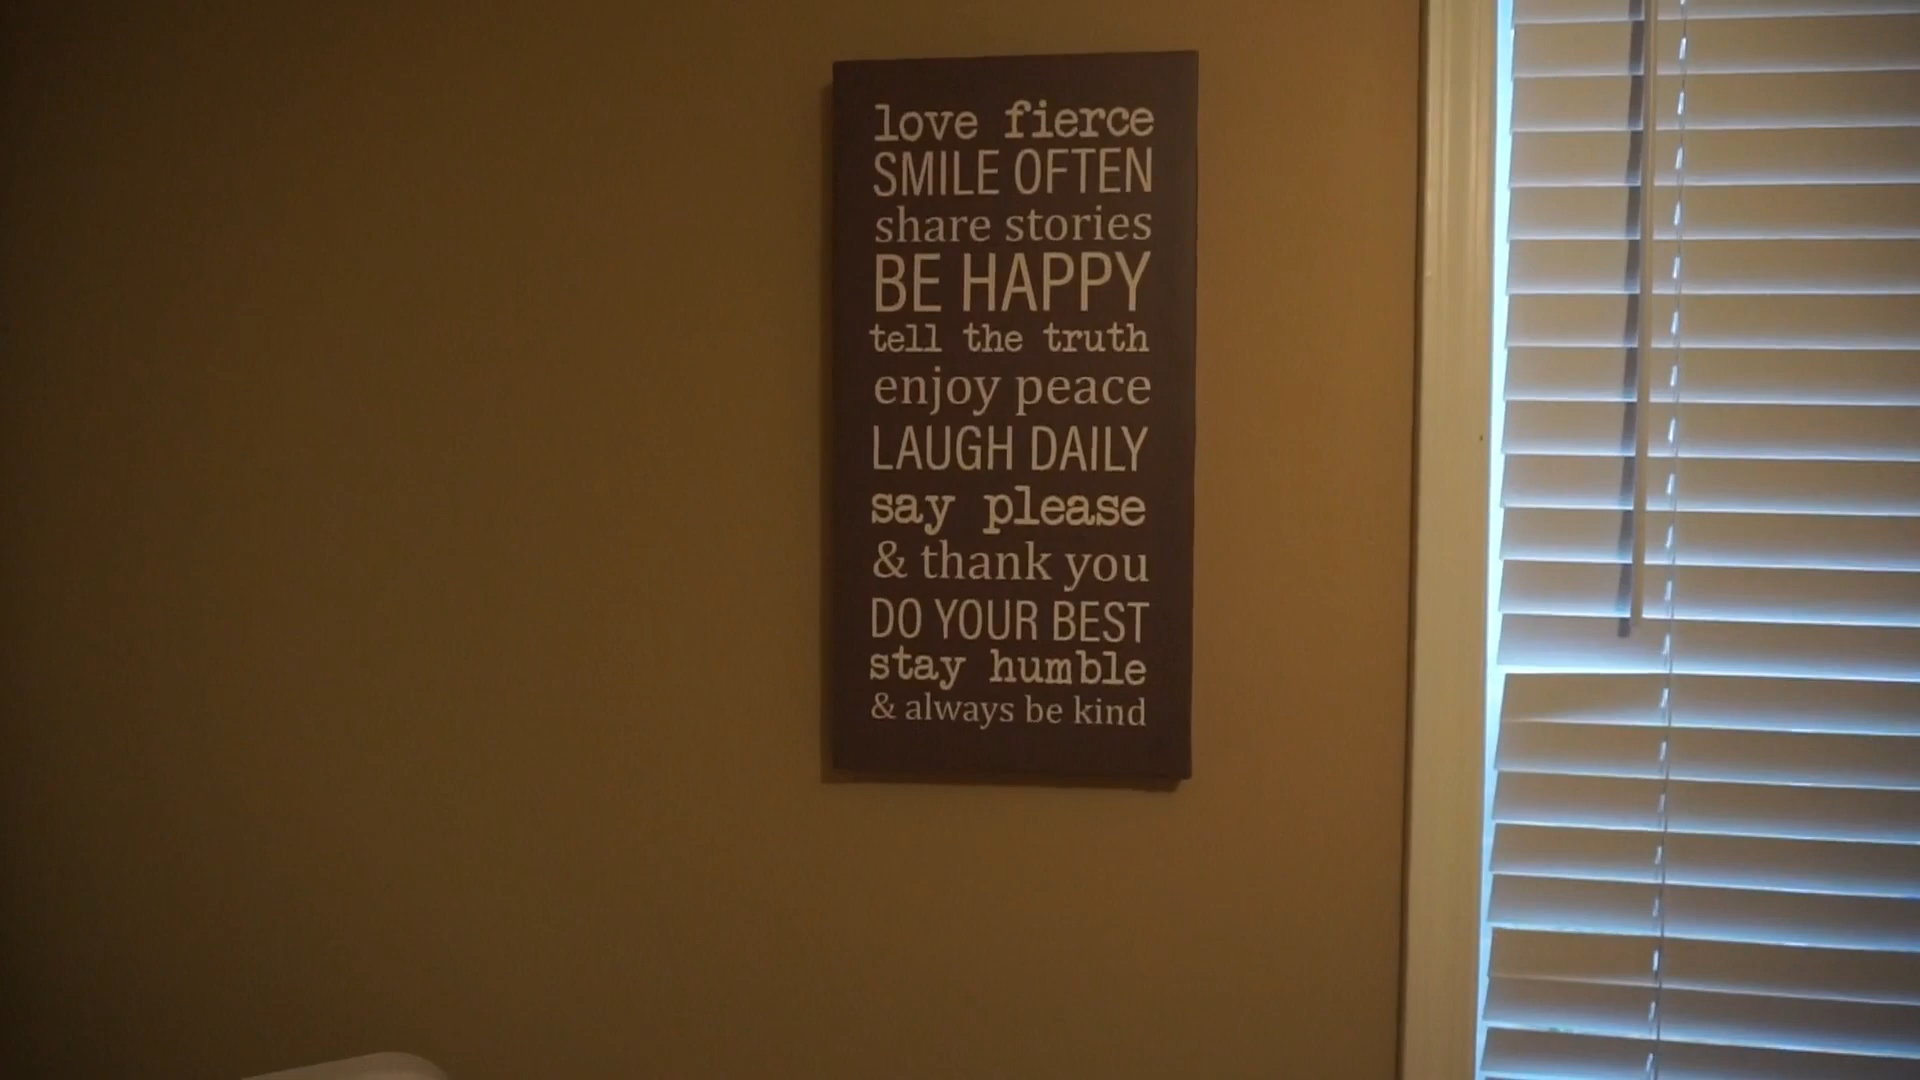 love fierce
SMILE OFTEN
share stories
BE HAPPY
tell the truth
enjoy peace
LAUGH DAILY
say please
& thank you
DO YOUR BEST
stay humble
& always be kind